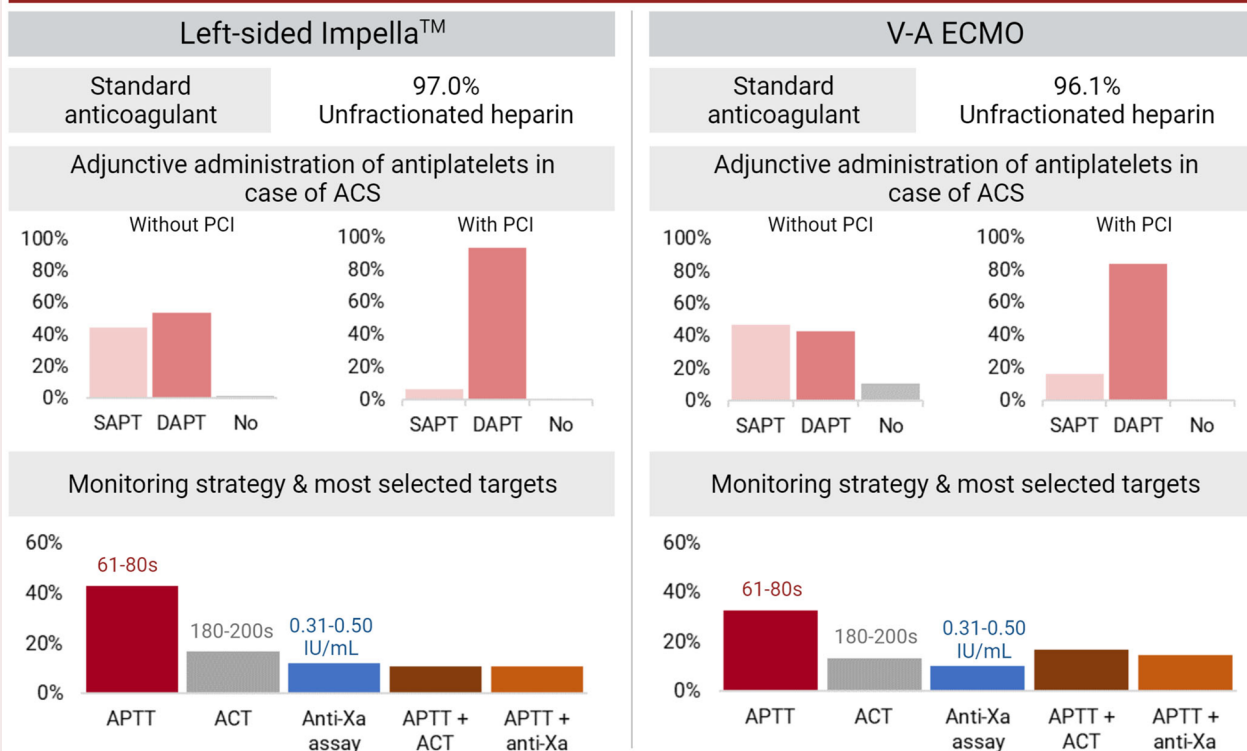 Left-sided Impella™
Standard
anticoagulant
97.0%
Unfractionated heparin
Adjunctive administration of antiplatelets in
case of ACS
Without PCI
100%
80%
60%
40%
20%
0%
SAPT DAPT No
With PCI
100%
80%
60%
40%
20%
0%
SAPT DAPT No
Monitoring strategy & most selected targets
60%
40%
20%
0%
61-80s
180-200s
0.31-0.50
IU/mL
APTT
ACT
Anti-Xa
assay
APTT +
ACT
APTT +
anti-Xa
V-A ECMO
Standard
anticoagulant
96.1%
Unfractionated heparin
Adjunctive administration of antiplatelets in
case of ACS
Without PCI
100%
80%
60%
40%
20%
0%
SAPT DAPT No
With PCI
100%
80%
60%
40%
20%
0%
SAPT DAPT No
Monitoring strategy & most selected targets
60%
40%
20%
0%
61-80s
180-200s
0.31-0.50
IU/mL
APTT
ACT
Anti-Xa
assay
APTT +
ACT
APTT +
anti-Xa